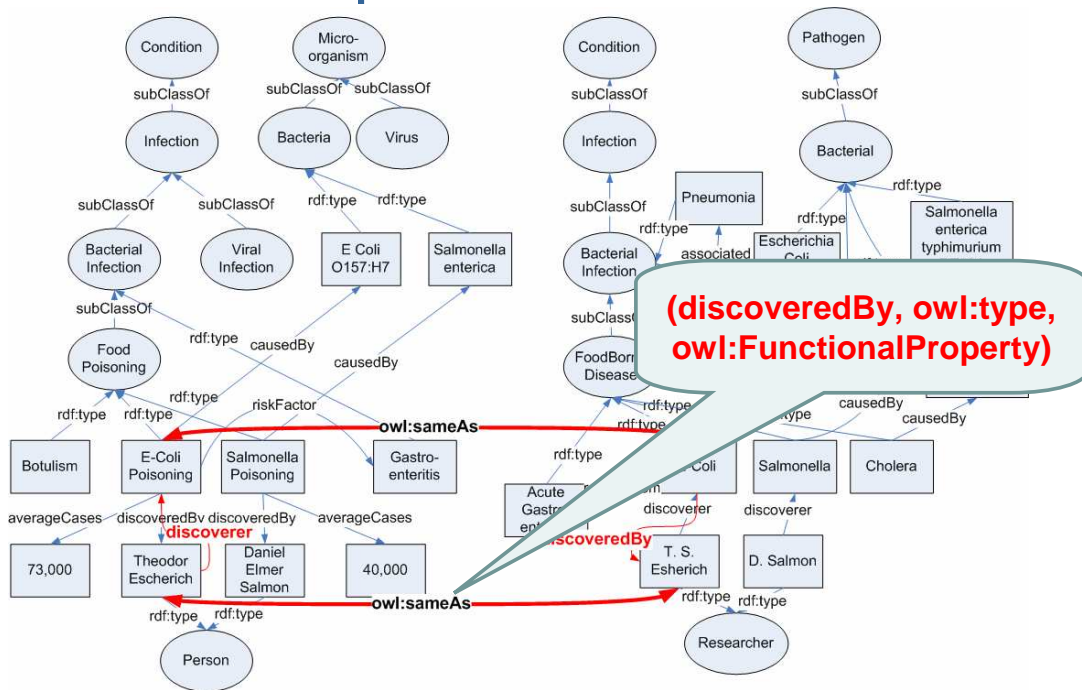 Condition
Micro-
organism
Condition
Pathogen
subClassOf
subClassOf
subClassOf
subClassOf
subClassOf
Infection
Bacteria
Virus
Infection
Bacterial
subClassOf
subClassOf
rdf:type
rdf:type
subClassOf
rdf:type
Pneumonia
rdf:type
rdf:type
Bacterial
Infection
Viral
Infection
E Coli
O157:H7
Salmonella
enterica
Bacterial
Infection
associated
Escherichia
Coli
Salmonella
enterica
typhimurium
(discoveredBy, owl:type,
owl:FunctionalProperty)
subClassOf
rdf:type
causedBy
causedBy
Food
Poisoning
Disease
rdf:type
rdf:type
rdf:type
riskFactor
rdf:type
rdf:type
causedBy
causedBy
owl:sameAs
rdf:type
Botulism
E-Coli
Poisoning
Salmonella
Poisoning
Gastro-
enteritis
Coli
Salmonella
Cholera
Acute
averageCases
discoveredBy
discoveredBy
averageCases
discoverer
discoverer
discoverer
73,000
Theodor
Escherich
Daniel
Elmer
Salmon
40,000
T. S.
Esherich
D. Salmon
owl:sameAs
rdf:type
rdf:type
rdf:type
rdf:type
Person
Researcher